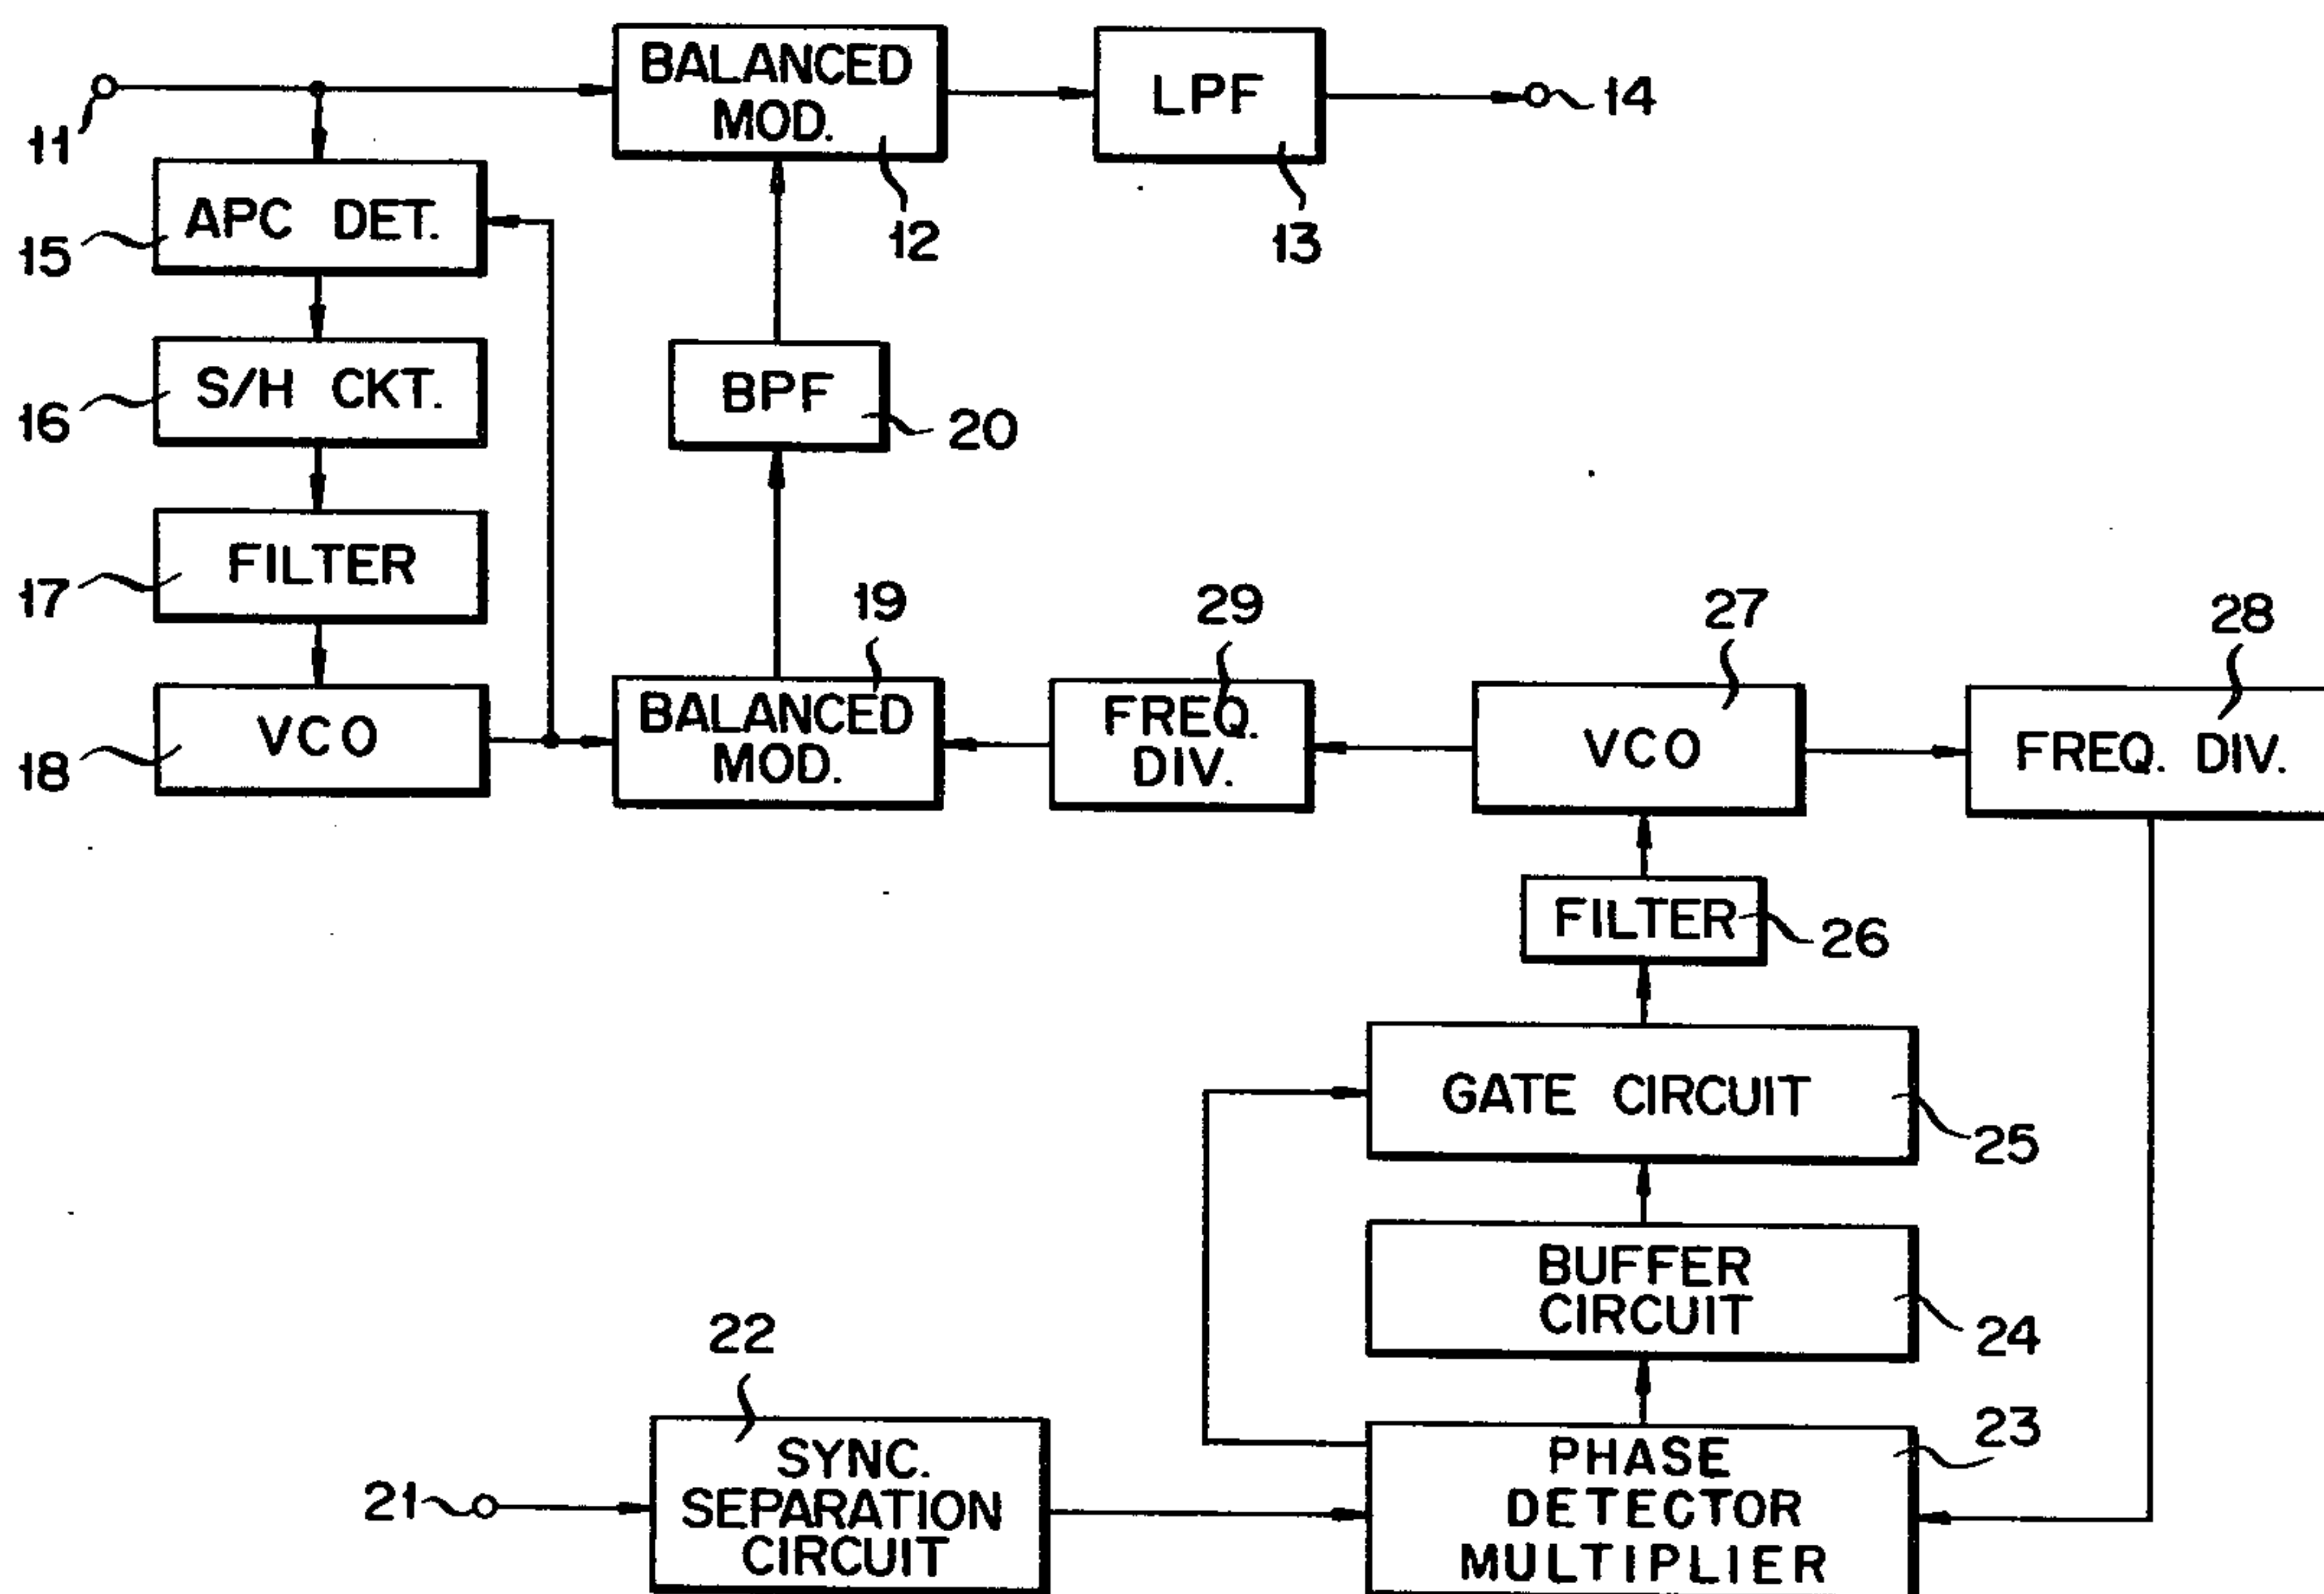 BALANCED
MOD.
LPF
14
11
APC DET.
15
12
13
S/H CKT.
16
BPF
20
FILTER
17
19
29
27
28
VCO
18
BALANCED
MOD.
FREQ.
DIV.
VCO
FREQ. DIV.
FILTER
26
GATE CIRCUIT
25
BUFFER
CIRCUIT
24
22
23
21
SYNC.
SEPARATION
CIRCUIT
PHASE
DETECTOR
MULTIPLIER